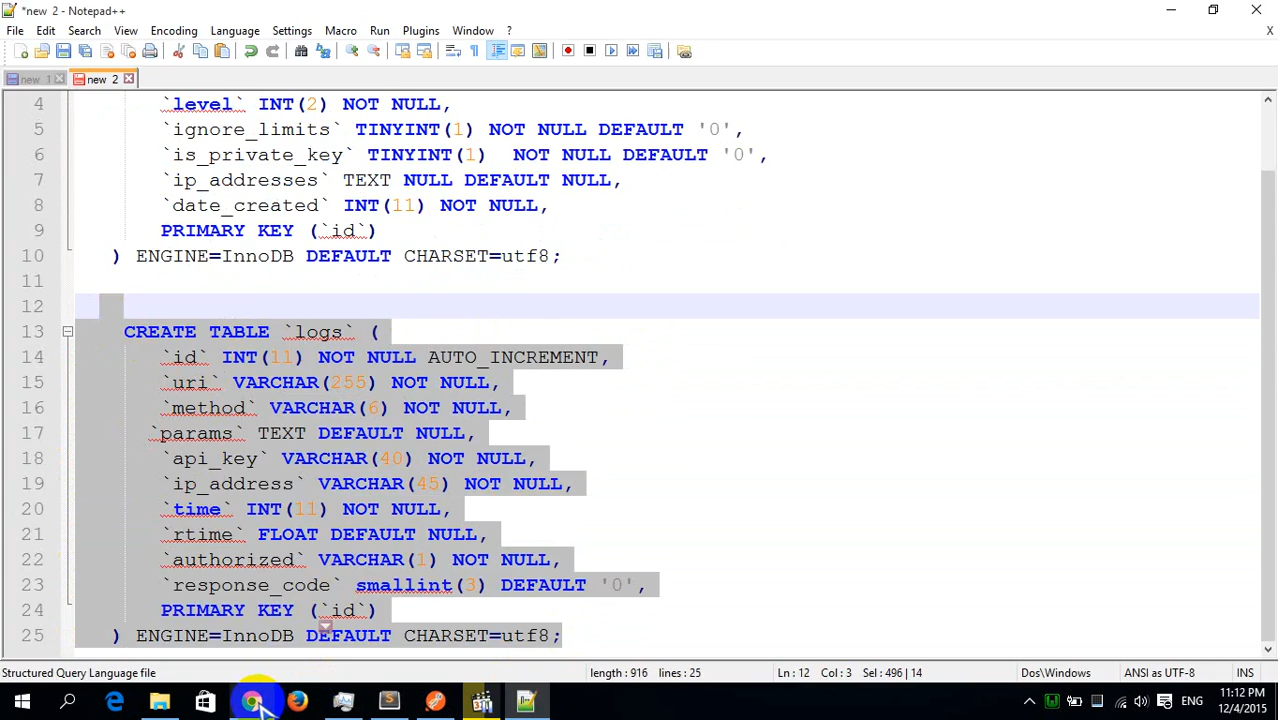 *new 2 - Notepad++
File Edit Search View Encoding Language Settings Macro Run Plugins Window ?
X
new 1 new 2
4 `level` INT(2) NOT NULL,
5 `ignore_limits` TINYINT(1) NOT NULL DEFAULT '0',
6 `is_private_key` TINYINT(1)  NOT NULL DEFAULT '0',
7 `ip_addresses` TEXT NULL DEFAULT NULL,
8 `date_created` INT(11) NOT NULL,
9 PRIMARY KEY (`id`)
10 ) ENGINE=InnoDB DEFAULT CHARSET=utf8;
11
12
13 CREATE TABLE `logs` (
14 `id` INT(11) NOT NULL AUTO_INCREMENT,
15 `uri` VARCHAR(255) NOT NULL,
16 `method` VARCHAR(6) NOT NULL,
17 `params` TEXT DEFAULT NULL,
18 `api_key` VARCHAR(40) NOT NULL,
19 `ip_address` VARCHAR(45) NOT NULL,
20 `time` INT(11) NOT NULL,
21 `rtime` FLOAT DEFAULT NULL,
22 `authorized` VARCHAR(1) NOT NULL,
23 `response_code` smallint(3) DEFAULT '0',
24 PRIMARY KEY (`id`)
25 ) ENGINE=InnoDB DEFAULT CHARSET=utf8;
Structured Query Language file length : 916 lines : 25 Ln : 12 Col : 3 Sel : 496 | 14 Dos\Windows ANSI as UTF-8 INS
ENG
11:12 PM
12/4/2015